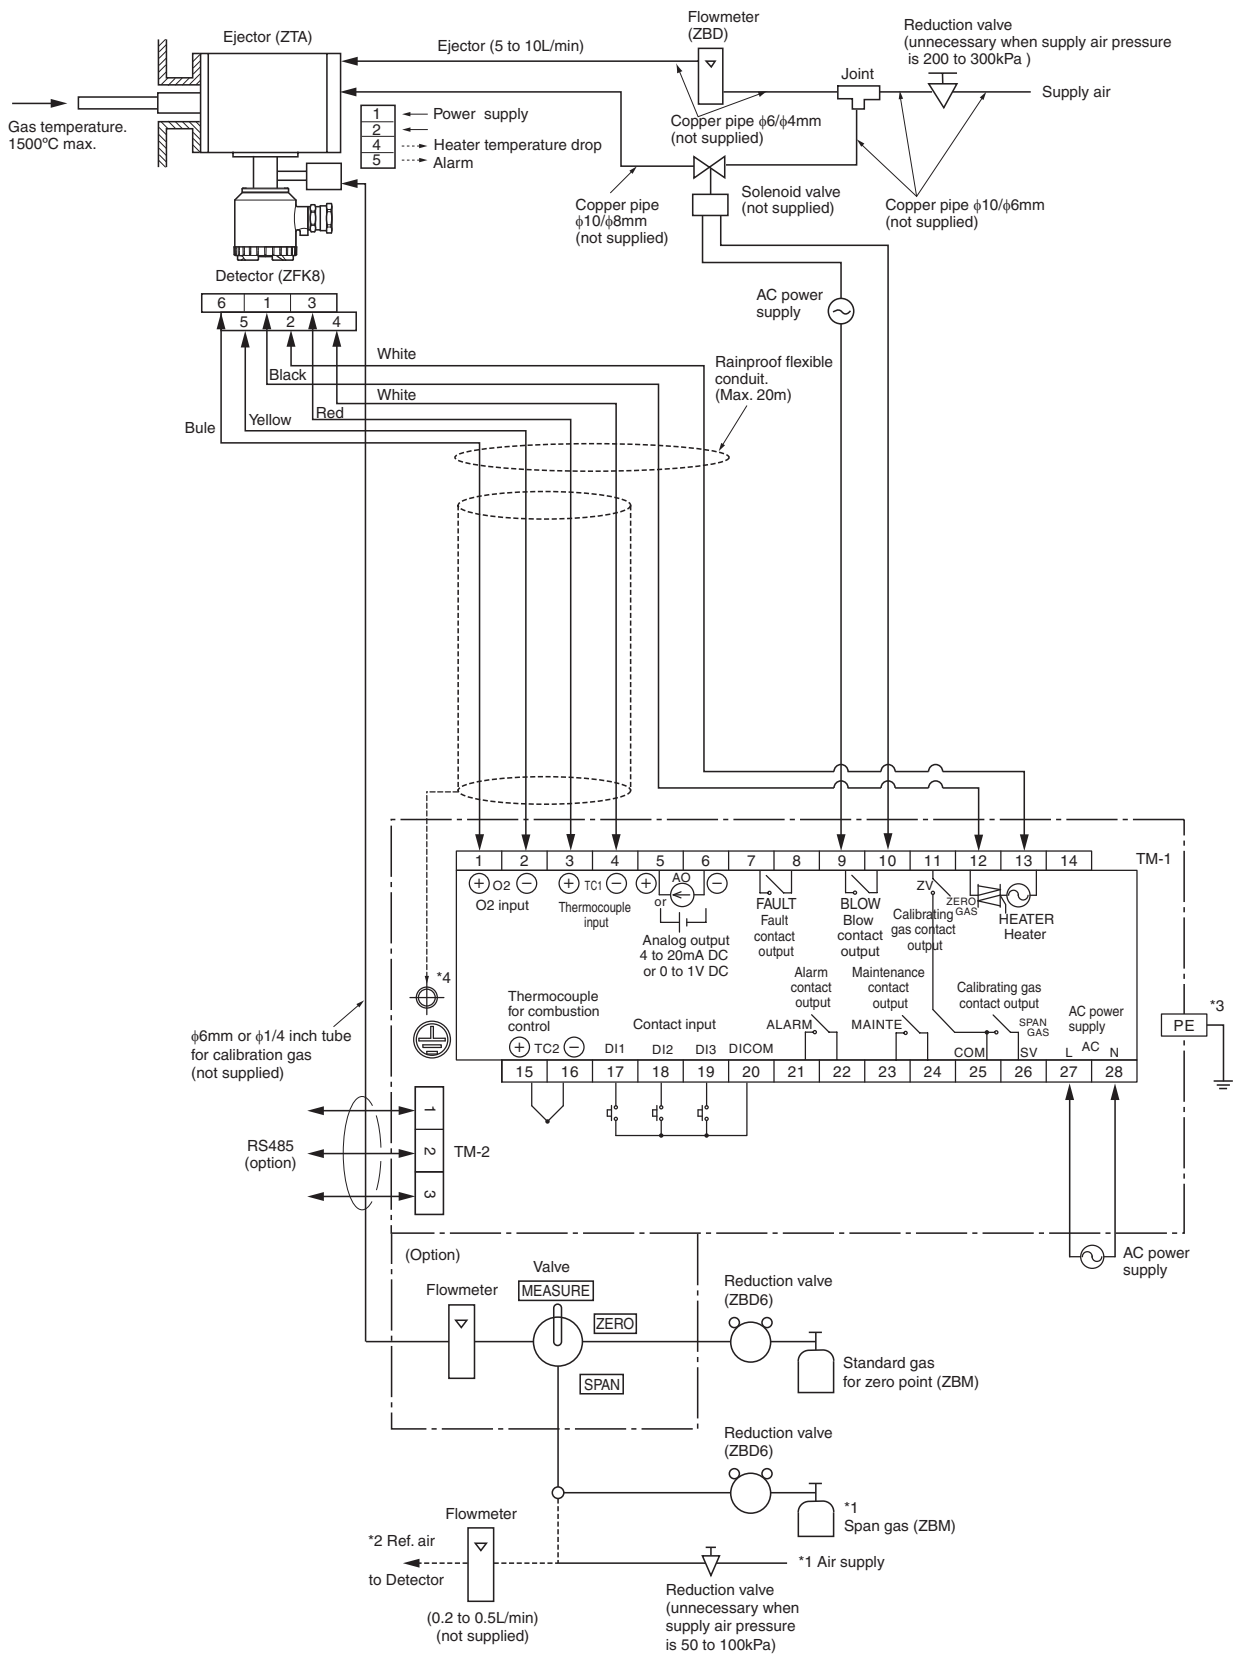 Flowmeter
(ZBD)
Reduction valve
(unnecessary when supply air pressure
is 200 to 300kPa )
Ejector (ZTA)
Ejector (5 to 10L/min)
Joint
Supply air
Gas temperature.
1500°C max.
1 Power supply
2
4 Heater temperature drop
5 Alarm
Copper pipe ϕ6/ϕ4mm
(not supplied)
Copper pipe
ϕ10/ϕ8mm
(not supplied)
Solenoid valve
(not supplied)
Copper pipe ϕ10/ϕ6mm
(not supplied)
Detector (ZFK8)
6 1 3
5 2 4
AC power
supply
White
Black
White
Red
Yellow
Bule
Rainproof flexible
conduit.
(Max. 20m)
1 2 3 4 5 6 7 8 9 10 11 12 13 14
TM-1
+ O2 −
O2 input
+ TC1 −
Thermocouple
input
+ AO −
or
Analog output
4 to 20mA DC
or 0 to 1V DC
FAULT
Fault
contact
output
BLOW
Blow
contact
output
ZV
ZERO
GAS
Calibrating
gas contact
output
HEATER
Heater
*4
Thermocouple
for combustion
control
+ TC2 −
Contact input
DI1 DI2 DI3 DICOM
Alarm
contact
output
ALARM
Maintenance
contact
output
MAINTE
Calibrating gas
contact output
SPAN
GAS
COM SV
AC power
supply
L AC N
15 16 17 18 19 20 21 22 23 24 25 26 27 28
*3
PE
ϕ6mm or ϕ1/4 inch tube
for calibration gas
(not supplied)
RS485
(option)
1
2
3
TM-2
AC power
supply
(Option)
Flowmeter
Valve
MEASURE
ZERO
SPAN
Reduction valve
(ZBD6)
Standard gas
for zero point (ZBM)
Reduction valve
(ZBD6)
*1
Span gas (ZBM)
Flowmeter
*2 Ref. air
to Detector
(0.2 to 0.5L/min)
(not supplied)
*1 Air supply
Reduction valve
(unnecessary when
supply air pressure
is 50 to 100kPa)